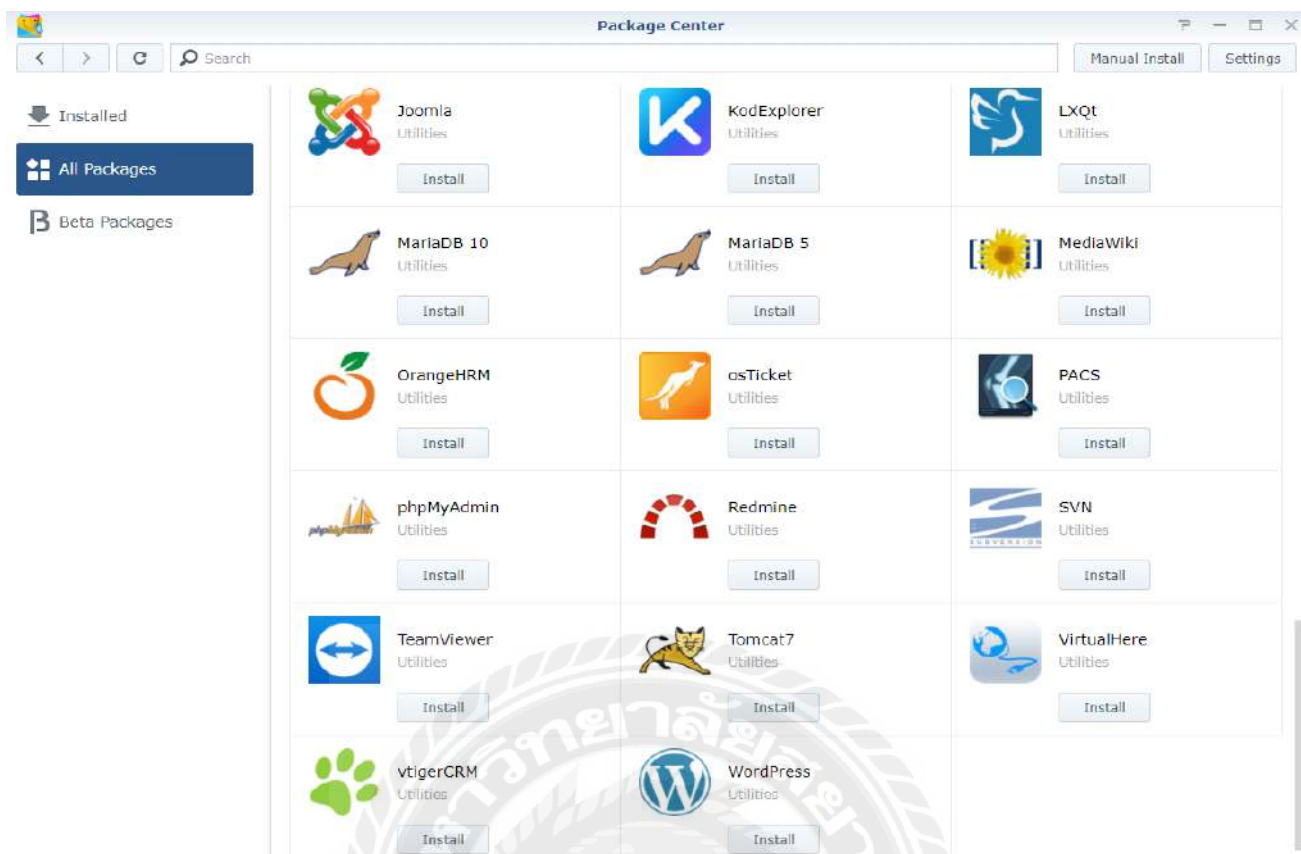 Package Center
Search
Manual Install
Settings
Installed
All Packages
Beta Packages
Joomla
Utilities
Install
KodExplorer
Utilities
Install
LXQt
Utilities
Install
MariaDB 10
Utilities
Install
MariaDB 5
Utilities
Install
MediaWiki
Utilities
Install
OrangeHRM
Utilities
Install
osTicket
Utilities
Install
PACS
Utilities
Install
phpMyAdmin
Utilities
Install
Redmine
Utilities
Install
SUBVERSION
SVN
Utilities
Install
TeamViewer
Utilities
Install
Tomcat7
Utilities
Install
VirtualHere
Utilities
Install
vtigerCRM
Utilities
Install
WordPress
Utilities
Install